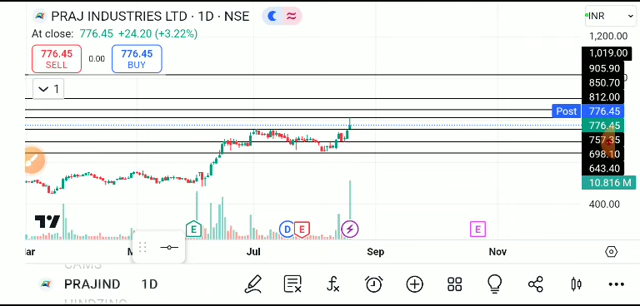 PRAJ INDUSTRIES LTD · 1D · NSE
INR
At close: 776.45 +24.20 (+3.22%)
776.45
SELL
0.00
776.45
BUY
1
1,200.00
1,019.00
905.90
850.70
812.00
Post 776.45
776.45
757.35
698.10
643.40
10.816 M
400.00
E
D
E
E
Jul
Sep
Nov
PRAJIND 1D